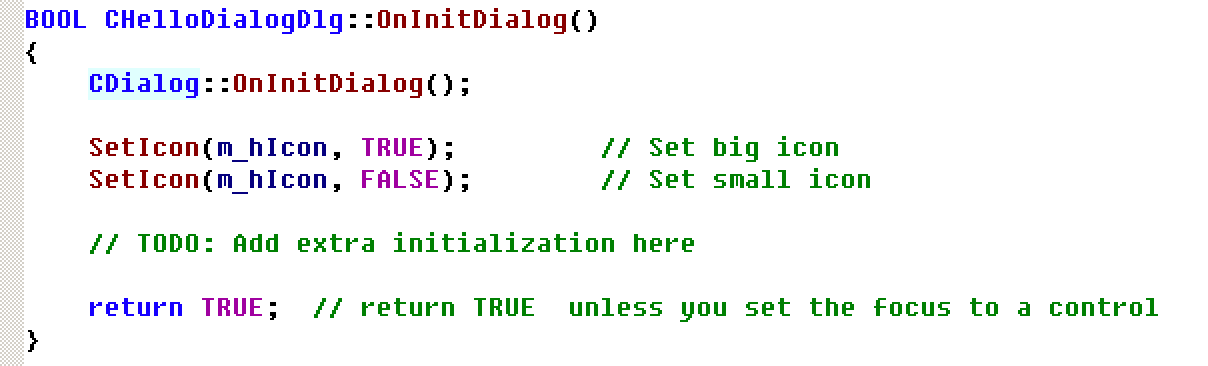 BOOL CHelloDialogDlg::OnInitDialog()
{
    CDialog::OnInitDialog();

    SetIcon(m_hIcon, TRUE);         // Set big icon
    SetIcon(m_hIcon, FALSE);        // Set small icon

    // TODO: Add extra initialization here

    return TRUE;  // return TRUE  unless you set the focus to a control
}